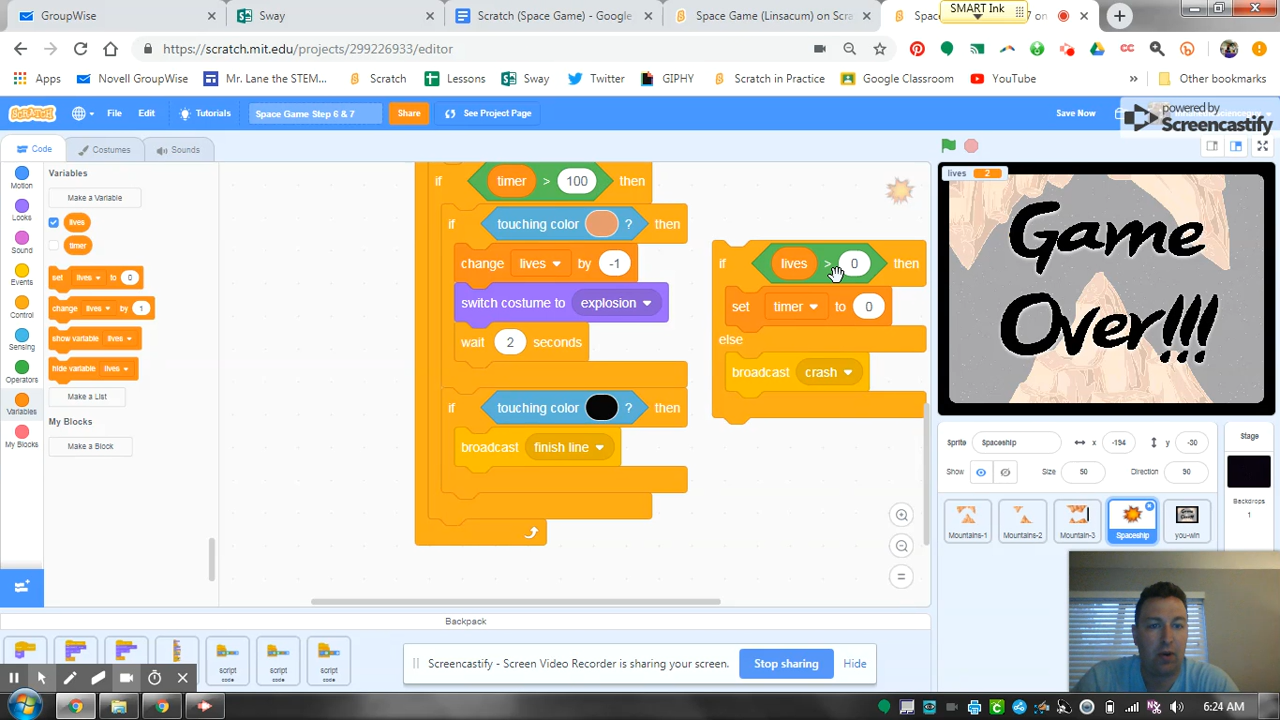 GroupWise
Sway
Scratch (Space Game) - Google
Space Game (Linsacum) on Scra
Space
7 on
SMART Ink
https://scratch.mit.edu/projects/299226933/editor
Apps
Novell GroupWise
Mr. Lane the STEM...
Scratch
Lessons
Sway
Twitter
GIPHY
Scratch in Practice
Google Classroom
YouTube
Other bookmarks
SCRATCH
File
Edit
Tutorials
Space Game Step 6 & 7
Share
See Project Page
Save Now
powered by
Screencastify
Code
Costumes
Sounds
Motion
Looks
Sound
Events
Control
Sensing
Operators
Variables
My Blocks
Variables
Make a Variable
lives
timer
set lives to 0
change lives by 1
show variable lives
hide variable lives
Make a List
My Blocks
Make a Block
if timer > 100 then
if touching color ? then
change lives by -1
switch costume to explosion
wait 2 seconds
if touching color ? then
broadcast finish line
if lives > 0 then
set timer to 0
else
broadcast crash
lives 2
Game
Over!!!
Sprite Spaceship x -194 y -30
Show Size 50 Direction 90
Mountains-1
Mountains-2
Mountain-3
Spaceship
you-win
Stage
Backdrops
1
Backpack
script
code
script
code
script
code
Screencastify - Screen Video Recorder is sharing your screen.
Stop sharing
Hide
6:24 AM